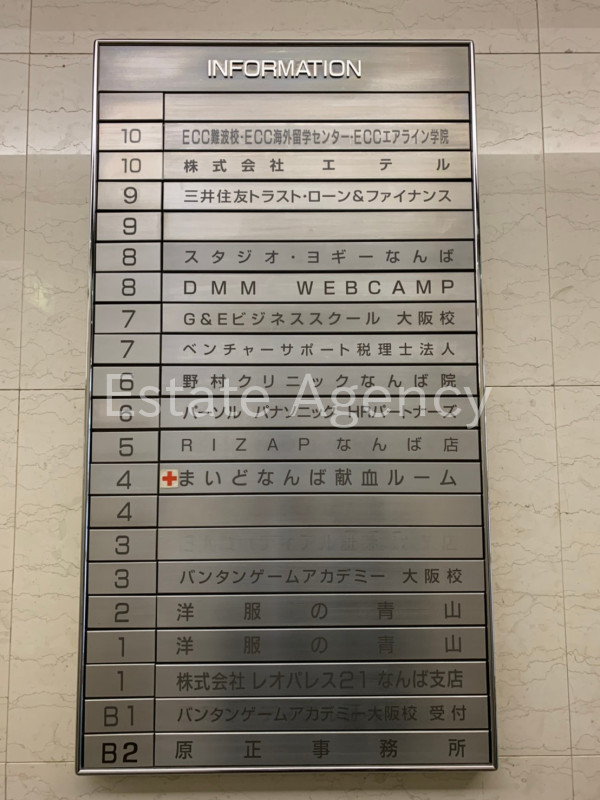 INFORMATION
10 ECC難波校・ECC海外留学センター・ECCエアライン学院
10 株式会社エテル
9 三井住友トラスト・ローン&ファイナンス
9
8 スタジオ・ヨギーなんば
8 DMM WEBCAMP
7 G&Eビジネススクール 大阪校
7 ベンチャーサポート税理士法人
6 野村クリニックなんば院
Estate Agency
6 パーソル パナソニック HRパートナーズ
5 RIZAPなんば店
4 まいどなんば献血ルーム
4
3
3 バンタンゲームアカデミー 大阪校
2 洋服の青山
1 洋服の青山
1 株式会社レオパレス21なんば支店
B1 バンタンゲームアカデミー大阪校 受付
B2 原正事務所